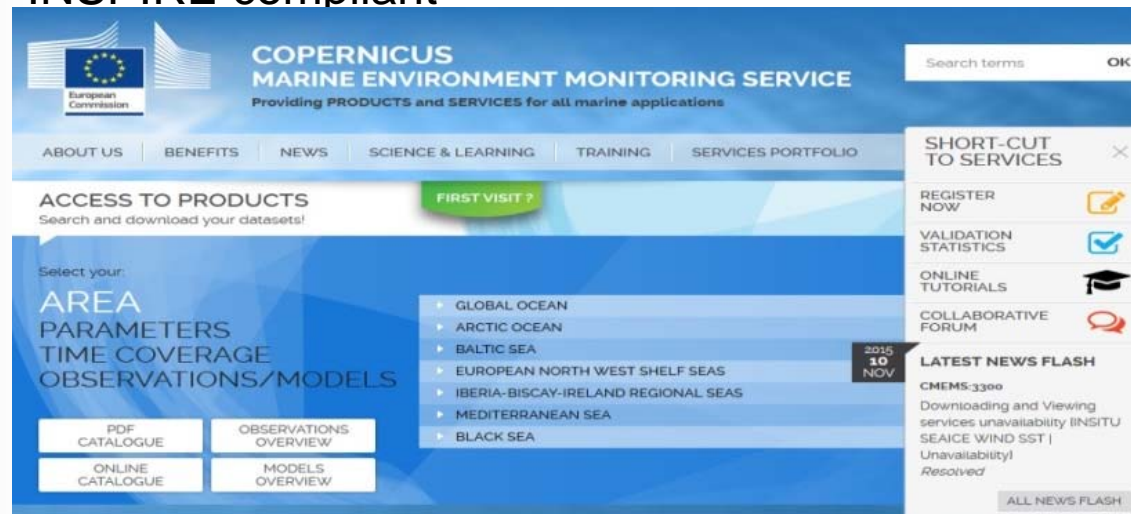 INSPIRE compliant
COPERNICUS
MARINE ENVIRONMENT MONITORING SERVICE
Providing PRODUCTS and SERVICES for all marine applications
European
Commission
Search terms OK
ABOUT US BENEFITS NEWS SCIENCE & LEARNING TRAINING SERVICES PORTFOLIO
ACCESS TO PRODUCTS
Search and download your datasets!
FIRST VISIT ?
Select your:
AREA
PARAMETERS
TIME COVERAGE
OBSERVATIONS/MODELS
PDF
CATALOGUE
OBSERVATIONS
OVERVIEW
ONLINE
CATALOGUE
MODELS
OVERVIEW
GLOBAL OCEAN
ARCTIC OCEAN
BALTIC SEA
EUROPEAN NORTH WEST SHELF SEAS
IBERIA-BISCAY-IRELAND REGIONAL SEAS
MEDITERRANEAN SEA
BLACK SEA
SHORT-CUT
TO SERVICES
REGISTER
NOW
VALIDATION
STATISTICS
ONLINE
TUTORIALS
COLLABORATIVE
FORUM
2015
10
NOV
LATEST NEWS FLASH
CMEMS:3300
Downloading and Viewing
services unavailability [INSITU
SEAICE WIND SST |
Unavailability]
Resolved
ALL NEWS FLASH